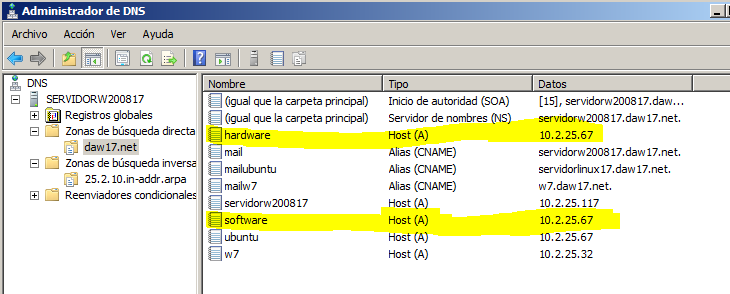 Administrador de DNS
Archivo Acción Ver Ayuda
DNS
SERVIDORW200817
Registros globales
Zonas de búsqueda directa
daw17.net
Zonas de búsqueda inversa
25.2.10.in-addr.arpa
Reenviadores condicionales
Nombre Tipo Datos
(igual que la carpeta principal) Inicio de autoridad (SOA) [15], servidorw200817.daw...
(igual que la carpeta principal) Servidor de nombres (NS) servidorw200817.daw17.net.
hardware Host (A) 10.2.25.67
mail Alias (CNAME) servidorw200817.daw17.net.
mailubuntu Alias (CNAME) servidorlinux17.daw17.net.
mailw7 Alias (CNAME) w7.daw17.net.
servidorw200817 Host (A) 10.2.25.117
software Host (A) 10.2.25.67
ubuntu Host (A) 10.2.25.67
w7 Host (A) 10.2.25.32